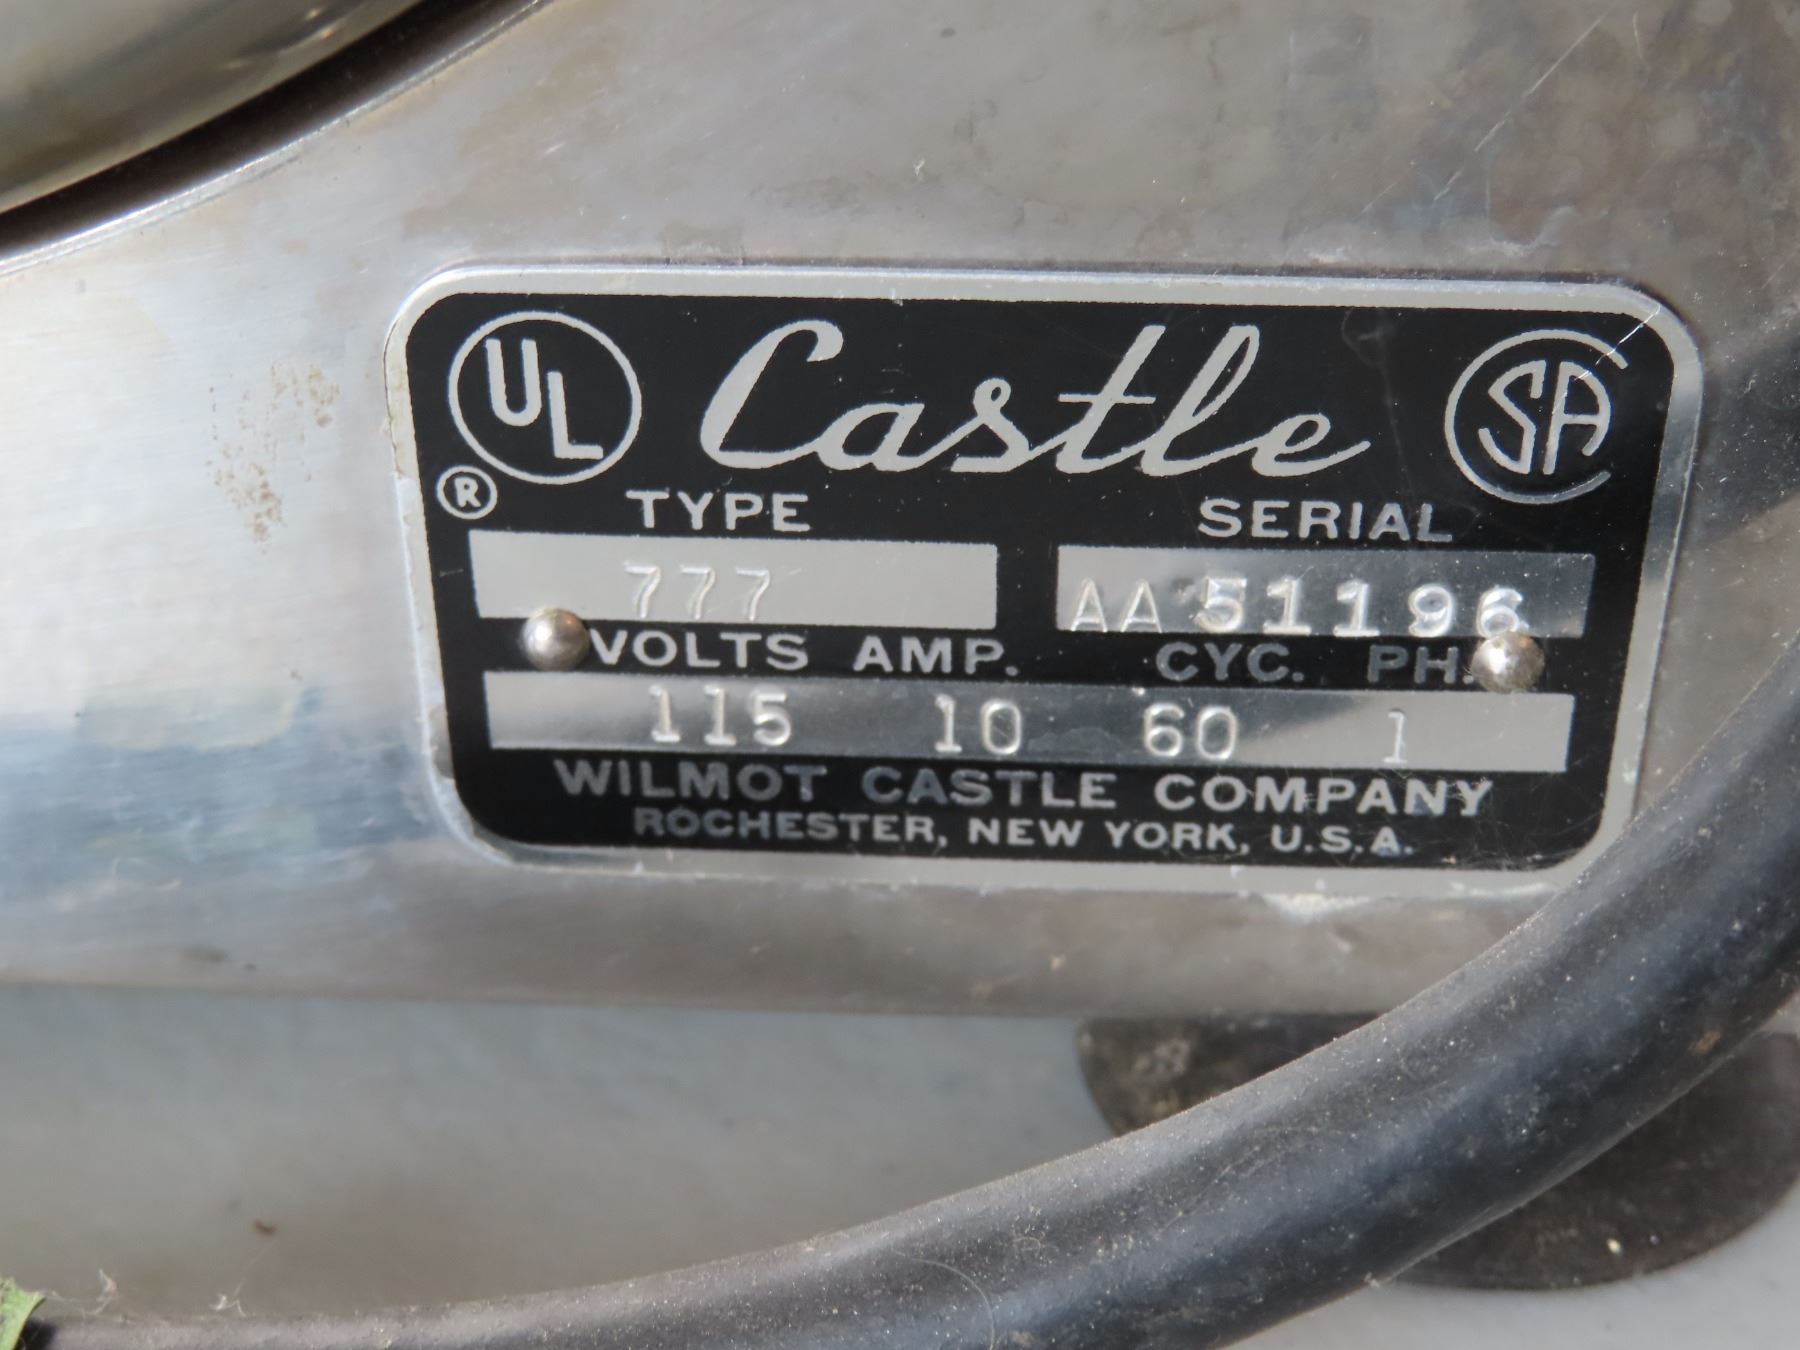 UL Castle SA
®
TYPE SERIAL
777 AA 51196
VOLTS AMP. CYC. PH.
115 10 60 1
WILMOT CASTLE COMPANY
ROCHESTER, NEW YORK, U.S.A.